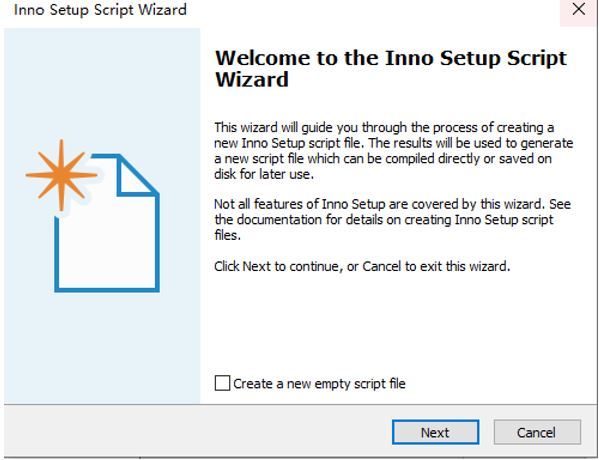 Inno Setup Script Wizard
Welcome to the Inno Setup Script
Wizard
This wizard will guide you through the process of creating a
new Inno Setup script file. The results will be used to generate
a new script file which can be compiled directly or saved on
disk for later use.
Not all features of Inno Setup are covered by this wizard. See
the documentation for details on creating Inno Setup script
files.
Click Next to continue, or Cancel to exit this wizard.
Create a new empty script file
Next
Cancel